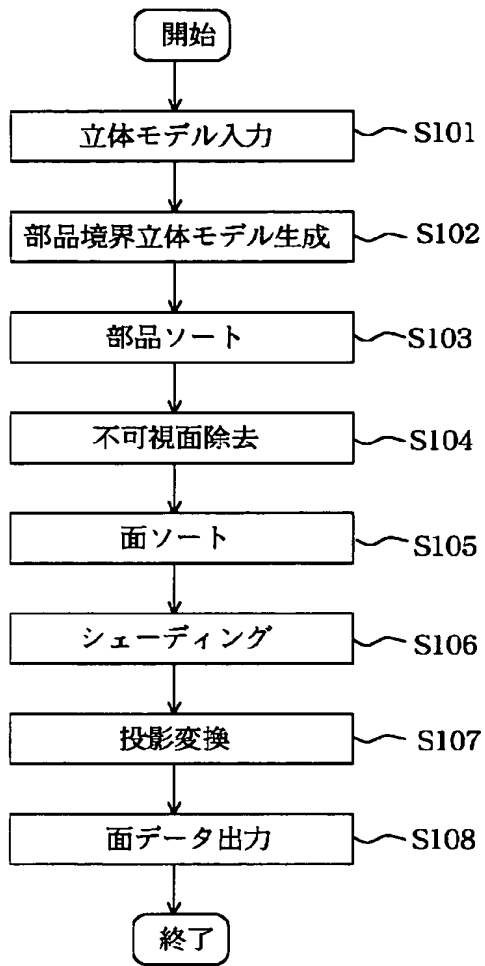 開始
立体モデル入力 S101
部品境界立体モデル生成 S102
部品ソート S103
不可視面除去 S104
面ソート S105
シェーディング S106
投影変換 S107
面データ出力 S108
終了